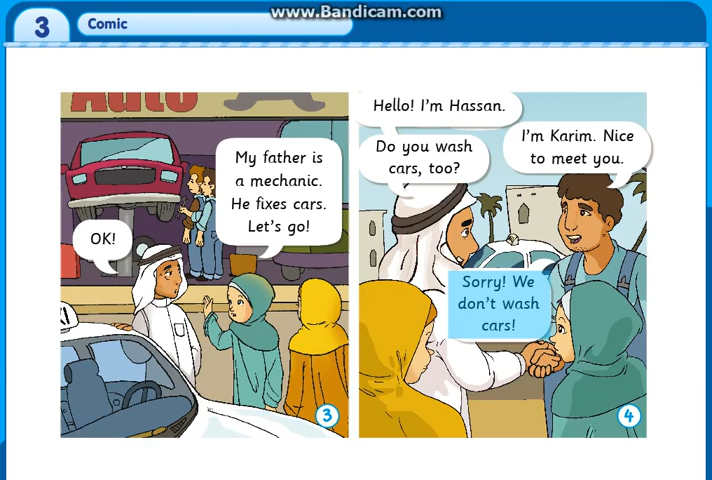 www.Bandicam.com
3
Comic
Auto
My father is
a mechanic.
He fixes cars.
Let's go!
OK!
3
Hello! I'm Hassan.
Do you wash
cars, too?
I'm Karim. Nice
to meet you.
Sorry! We
don't wash
cars!
4